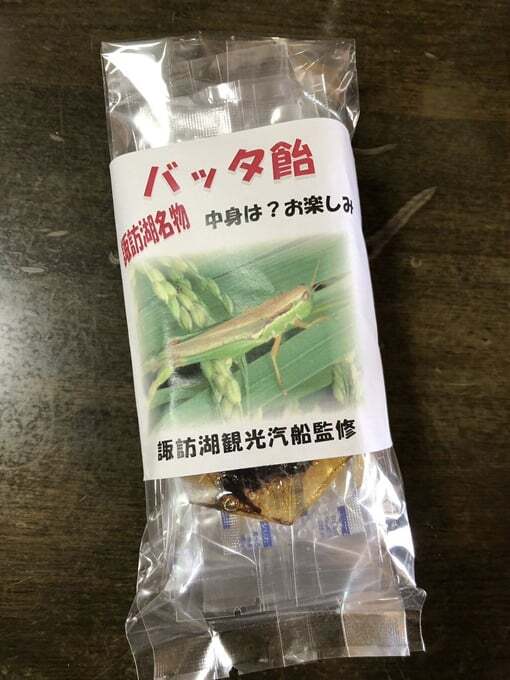 バッタ飴
諏訪湖名物
中身は？お楽しみ
諏訪湖観光汽船監修